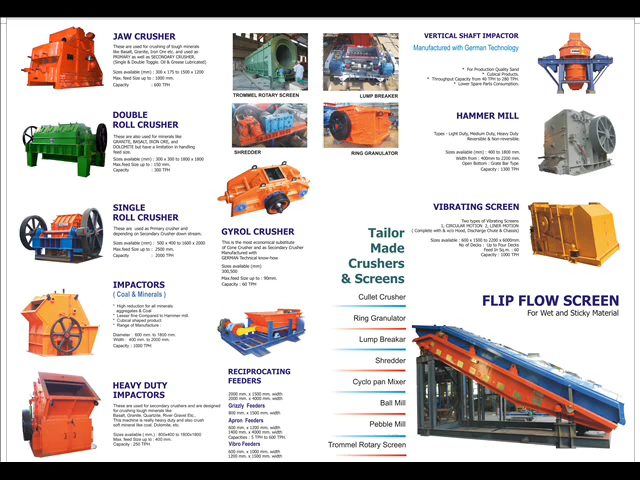 JAW CRUSHER
These are used for crushing of tough minerals
like Basalt, Granite, Iron Ore etc. and used as
PRIMARY as well as SECONDARY CRUSHER,
(Single & Double Toggle. Oil & Grease Lubricated)
Sizes available (mm) : 300 x 175 to 1500 x 1200
Max. feed Size up to : 1000 mm.
Capacity : 600 TPH
DOUBLE
ROLL CRUSHER
These are also used for minerals like
GRANITE, BASALT, IRON ORE, and
DOLOMITE but have a limitation in handling
feed size.
Sizes available (mm) : 300 x 300 to 1800 x 1800
Max.feed Size up to : 150 mm.
Capacity : 300 TPH
SINGLE
ROLL CRUSHER
These are used as Primary crusher and
depending on Secondary Crusher down stream.
Sizes available (mm) : 500 x 400 to 1600 x 2000
Max.feed Size up to : 2500 mm.
Capacity : 2000 TPH
IMPACTORS
( Coal & Minerals )
* High reduction for all minerals
aggregates & Coal
* Lesser fine Compared to Hammer mill.
* Cubical shaped product
* Range of Manufacture :
Diameter : 600 mm. to 1800 mm.
Width : 400 mm. to 2000 mm.
Capacity : 1000 TPH
HEAVY DUTY
IMPACTORS
These are used for secondary crushers and are designed
for crushing tough minerals like
Basalt, Granite, Quartzite, River Gravel Etc.,
This machine is really heavy duty and also crush
soft mineral like coal, Dolomite, etc.
Sizes available ( mm,) : 800x400 to 1800x1800
Max. feed Size up to : 400 mm.
Capacity 250 TPH
TROMMEL ROTARY SCREEN
LUMP BREAKER
SHREDDER
RING GRANULATOR
GYROL CRUSHER
This is the most economical substitute
of Cone Crusher and as Secondary Crusher
Manufactured with
GERMAN Technical know-how
Sizes available (mm)
300,500
Max.feed Size up to : 90mm.
Capacity : 60 TPH
RECIPROCATING
FEEDERS
2000 mm. x 1500 mm. width
2000 mm. x 4000 mm. width
Grizzly Feeders
800 mm, x 1500 mm. width
Apron Feeders
600 mm. x 1200 mm. width
1400 mm. x 4000 mm. width
Capacities : 5 TPH to 600 TPH.
Vibro Feeders
600 mm. x 1000 mm. width
1200 mm. x 1500 mm. width
Tailor
Made
Crushers
& Screens
Cullet Crusher
Ring Granulator
Lump Breaker
Shredder
Cyclo pan Mixer
Ball Mill
Pebble Mill
Trommel Rotary Screen
VERTICAL SHAFT IMPACTOR
Manufactured with German Technology
* For Production Quality Sand
* Cubical Products.
* Throughput Capacity from 40 TPH to 280 TPH.
* Lower Spare Parts Consumption.
HAMMER MILL
Types - Light Duty, Medium Duty, Heavy Duty
Reversible & Non-reversible.
Sizes available (mm) : 400 to 1800 mm.
Width from : 400mm to 2200 mm.
Open Bottom : Grate Bar Type
Capacity : 1300 TPH
VIBRATING SCREEN
Two types of Vibrating Screens
1, CIRCULAR MOTION 2, LINER MOTION
( Complete with & w/o Hood, Discharge Chute & Chassis)
Sizes available : 600 x 1500 to 2200 x 6000mm.
No of Decks : Up to Four Decks
Feed In Sq.m : 60
Capacity : 1000 TPH
FLIP FLOW SCREEN
For Wet and Sticky Material